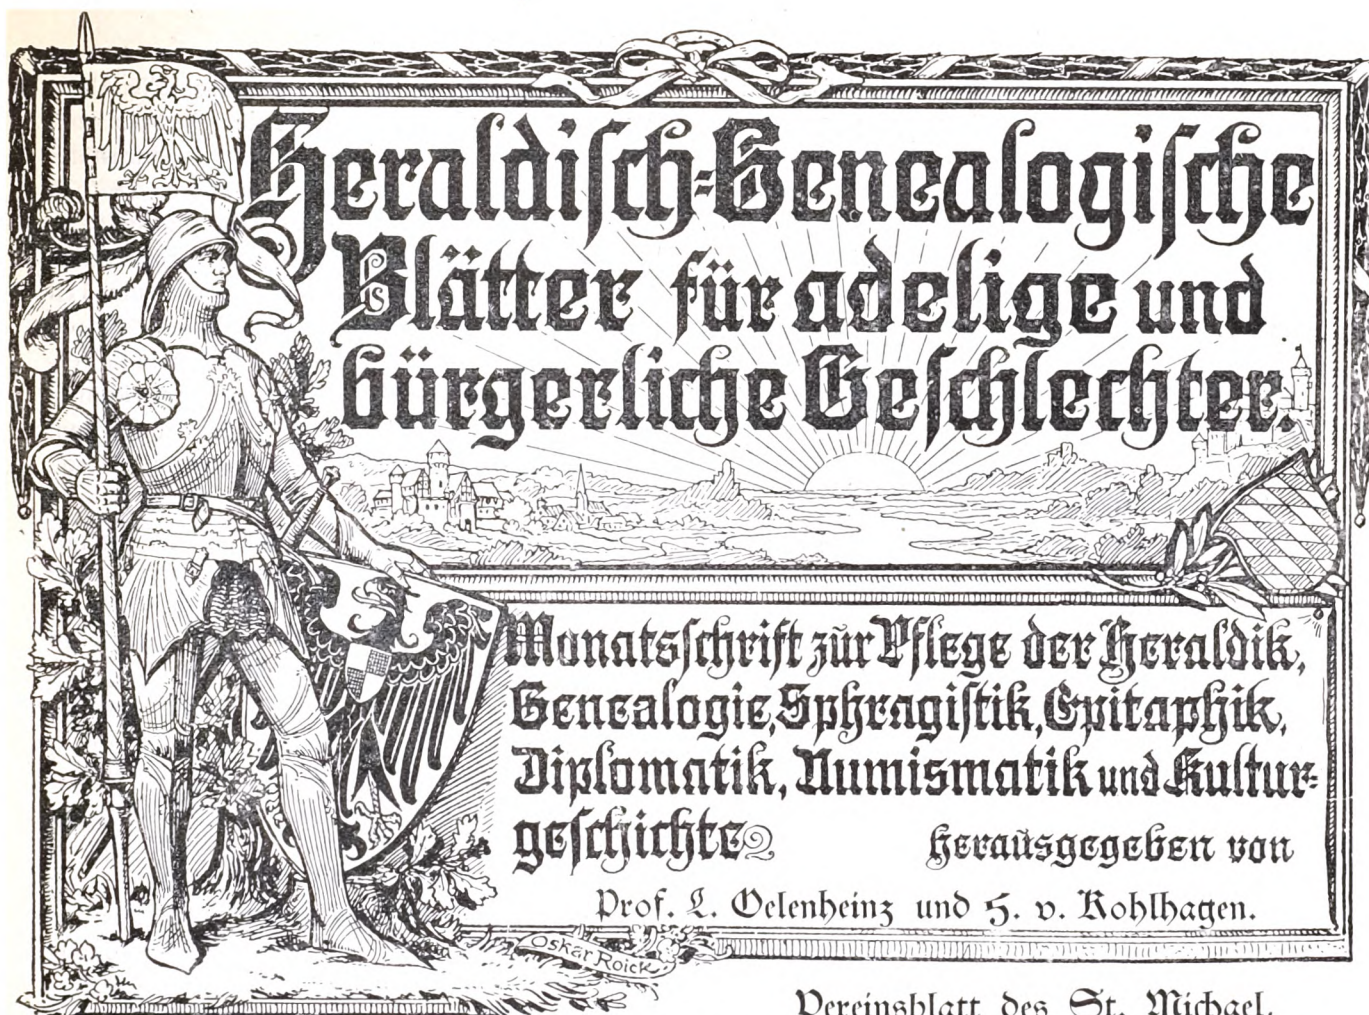 Heraldisch-Genealogische
Blätter für adelige und
bürgerliche Geschlechter.
Monatsschrift zur Pflege der Heraldik,
Genealogie, Sphragistik, Epitaphik,
Diplomatik, Numismatik und Kultur-
geschichte
herausgegeben von
Prof. L. Oelenheinz und H. v. Kohlhagen.
Oskar Roick
Vereinsblatt des St. Michael.